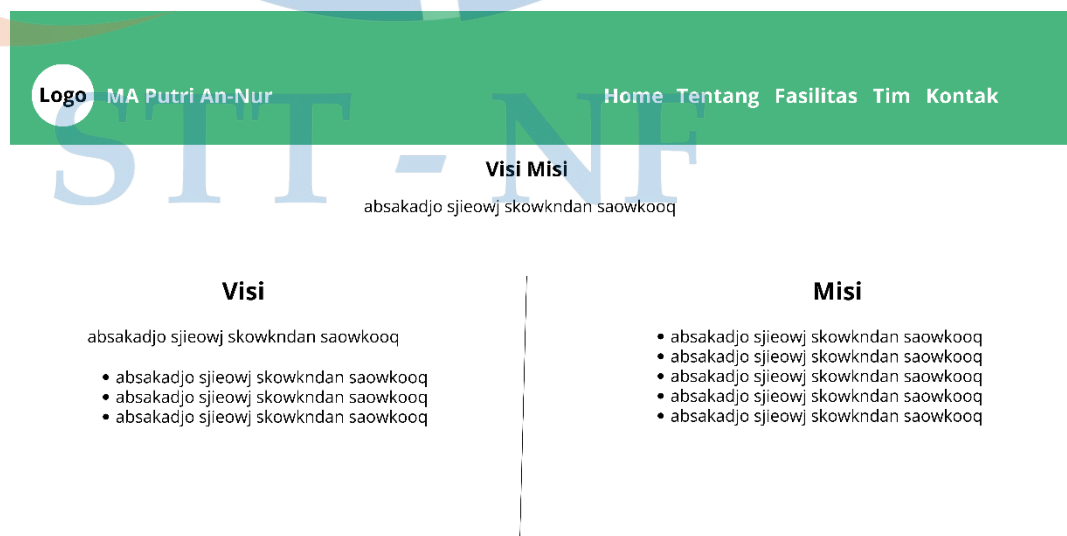 Logo MA Putri An-Nur Home Tentang Fasilitas Tim Kontak
STT - NF
Visi Misi
absakadjo sjieowj skowkndan saowkooq
Visi
absakadjo sjieowj skowkndan saowkooq
• absakadjo sjieowj skowkndan saowkooq
• absakadjo sjieowj skowkndan saowkooq
• absakadjo sjieowj skowkndan saowkooq
Misi
• absakadjo sjieowj skowkndan saowkooq
• absakadjo sjieowj skowkndan saowkooq
• absakadjo sjieowj skowkndan saowkooq
• absakadjo sjieowj skowkndan saowkooq
• absakadjo sjieowj skowkndan saowkooq